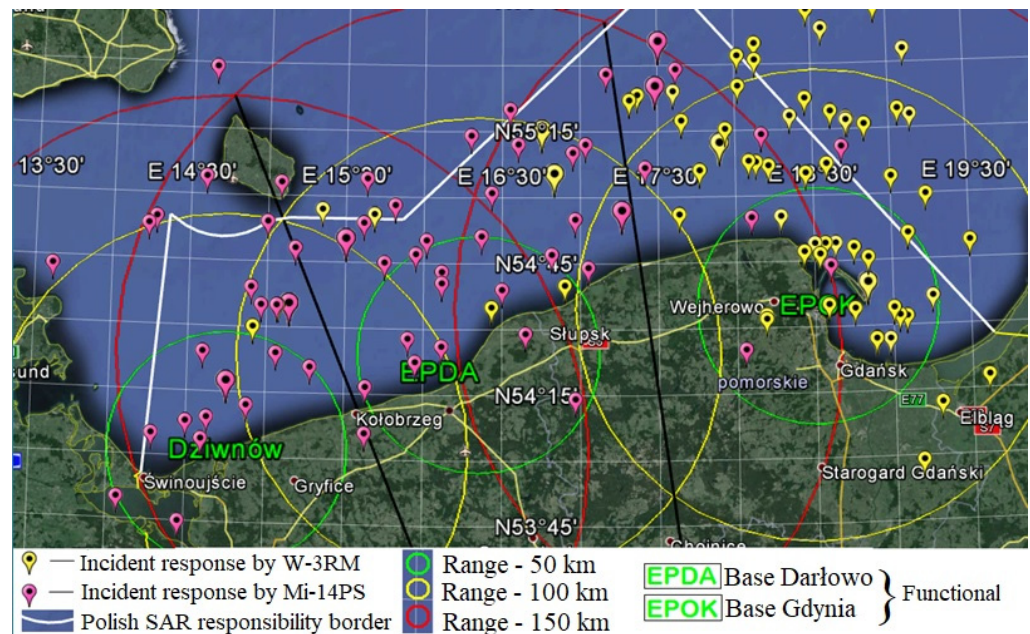 N55°15'
13°30'
E 14°30'
E 15°30'
E 16°30'
E 17°30'
E 18°30'
E 19°30'
N54°45'
Wejherowo
EPOK
Słupsk
sund
EPDA
pomorskie
Gdańsk
N54°15'
E77
Kołobrzeg
Elbląg
S7
Dziwnów
Świnoujście
Gryfice
Starogard Gdański
N53°45'
Chojnice
Incident response by W-3RM
Incident response by Mi-14PS
Polish SAR responsibility border
Range - 50 km
Range - 100 km
Range - 150 km
EPDA Base Darłowo
EPOK Base Gdynia
Functional